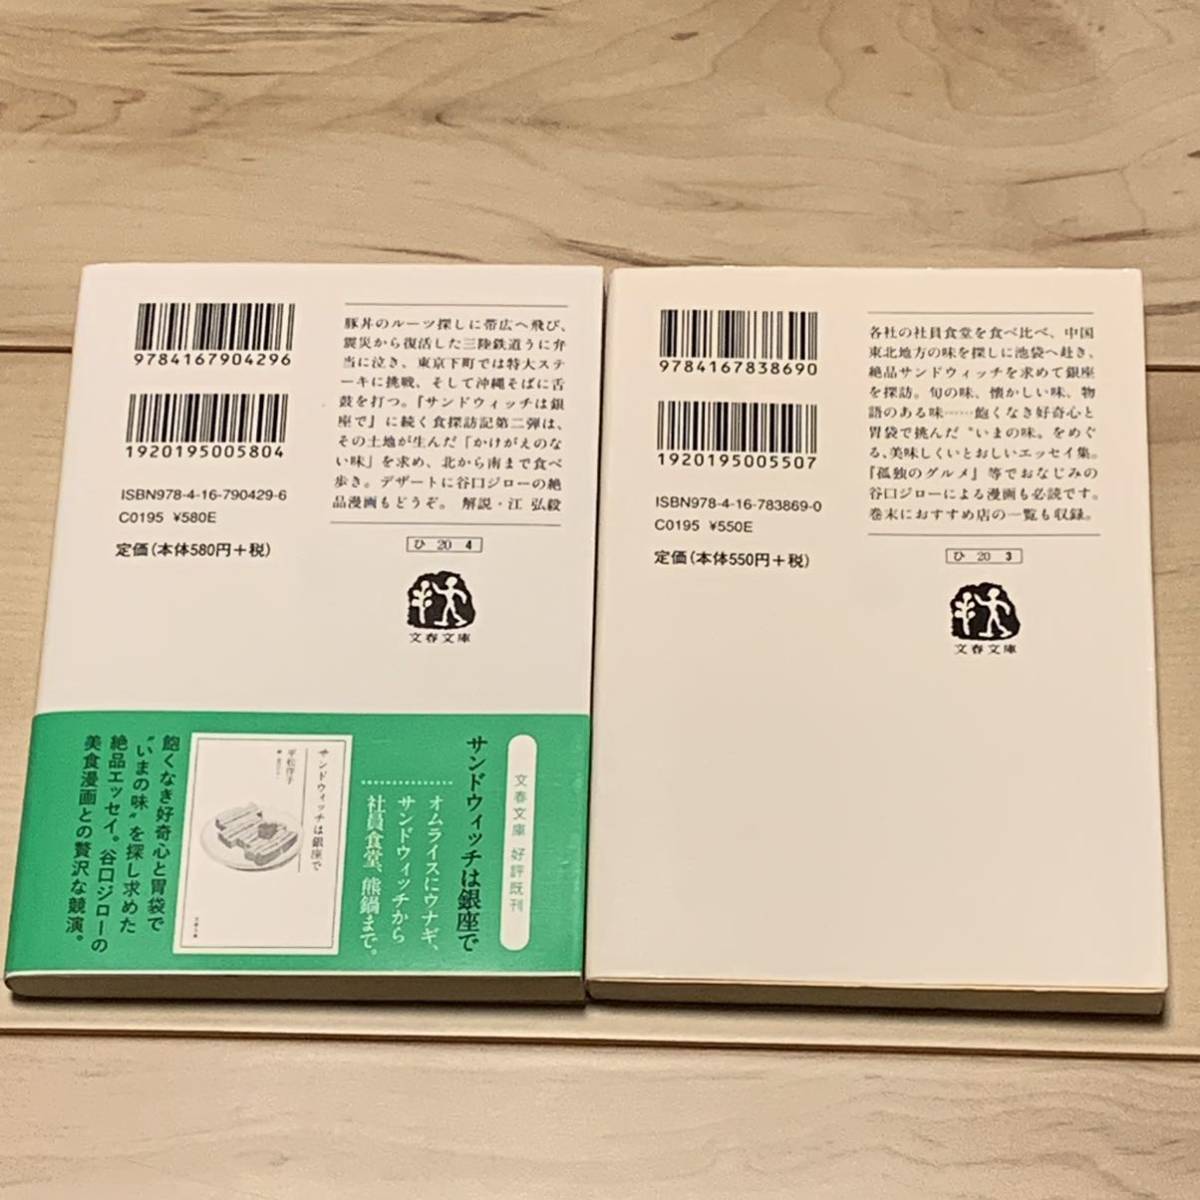 9784167904296
1920195005804
ISBN978-4-16-790429-6
C0195 ¥580E
定価(本体580円+税)
豚丼のルーツ探しに帯広へ飛び、
震災から復活した三陸鉄道うに弁
当に泣き、東京下町では特大ステ
ーキに挑戦、そして沖縄そばに舌
鼓を打つ。『サンドウィッチは銀
座で』に続く食探訪記第二弾は、
その土地が生んだ「かけがえのな
い味」を求め、北から南まで食べ
歩き。デザートに谷口ジローの絶
品漫画もどうぞ。 解説・江 弘毅
ひ 20 4
文春文庫
文春文庫 好評既刊
サンドウィッチは銀座で
オムライスにウナギ、
サンドウィッチから
社員食堂、熊鍋まで。
サンドウィッチは銀座で
平松洋子
飽くなき好奇心と胃袋で
〝いまの味〟を探し求めた
絶品エッセイ。谷口ジローの
美食漫画との贅沢な競演。
9784167838690
1920195005507
ISBN978-4-16-783869-0
C0195 ¥550E
定価(本体550円+税)
各社の社員食堂を食べ比べ、中国
東北地方の味を探しに池袋へ赴き、
絶品サンドウィッチを求めて銀座
を探訪。旬の味、懐かしい味、物
語のある味……飽くなき好奇心と
胃袋で挑んだ〝いまの味〟をめぐ
る、美味しくいとおしいエッセイ集。
『孤独のグルメ』等でおなじみの
谷口ジローによる漫画も必読です。
巻末におすすめ店の一覧も収録。
ひ 20 3
文春文庫